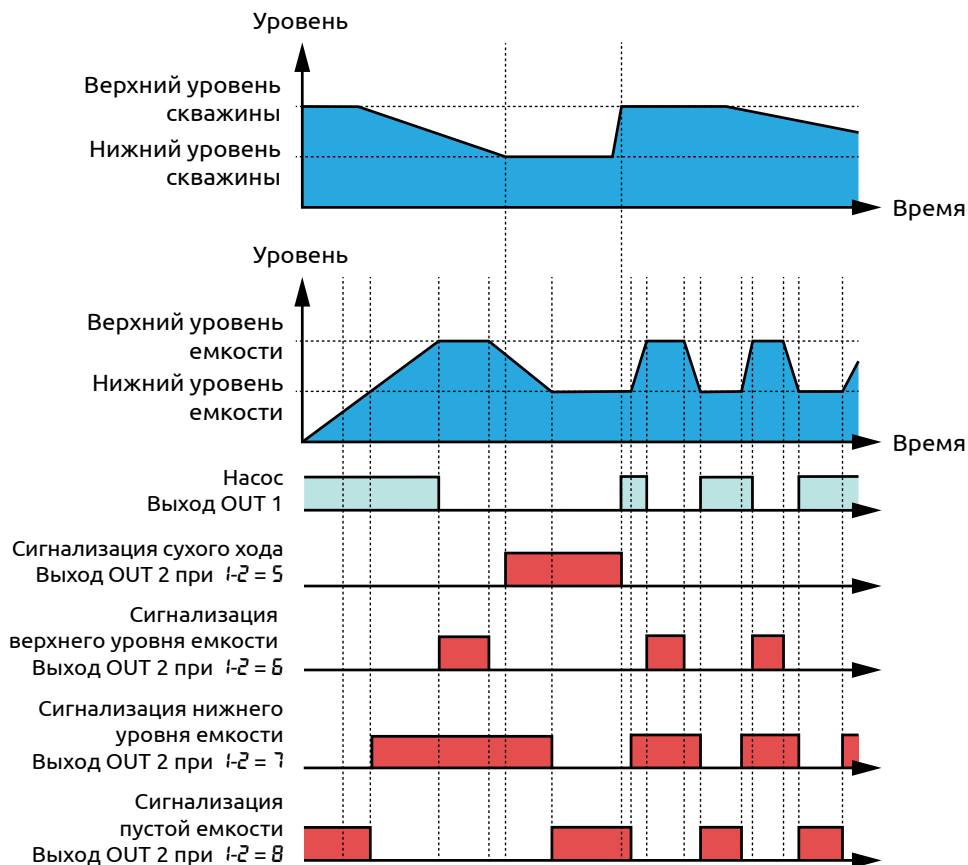 Уровень
Верхний уровень
скважины
Нижний уровень
скважины
Время
Уровень
Верхний уровень
емкости
Нижний уровень
емкости
Время
Насос
Выход OUT 1
Сигнализация сухого хода
Выход OUT 2 при 1-2 = 5
Сигнализация
верхнего уровня емкости
Выход OUT 2 при 1-2 = 6
Сигнализация нижнего
уровня емкости
Выход OUT 2 при 1-2 = 7
Сигнализация
пустой емкости
Выход OUT 2 при 1-2 = 8